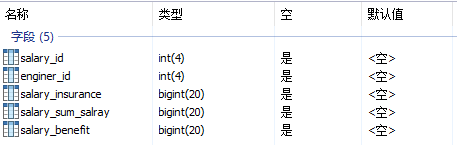 名称 类型 空 默认值
字段 (5)
salary_id int(4) 是 <空>
enginer_id int(4) 是 <空>
salary_insurance bigint(20) 是 <空>
salary_sum_salray bigint(20) 是 <空>
salary_benefit bigint(20) 是 <空>